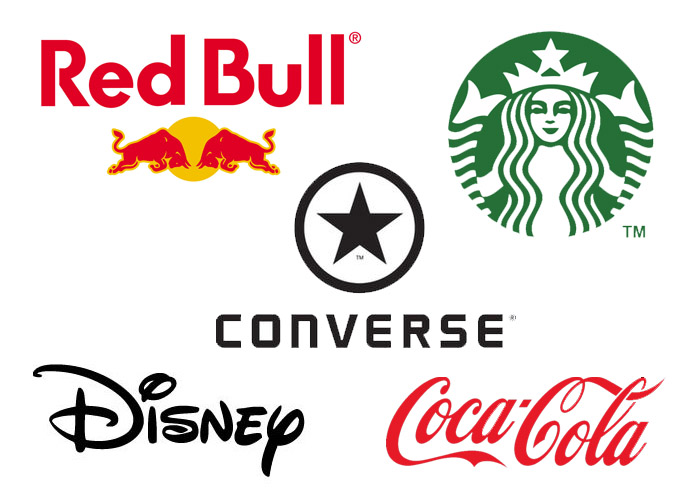 Red Bull®
TM
TM
CONVERSE®
Disney
Coca-Cola